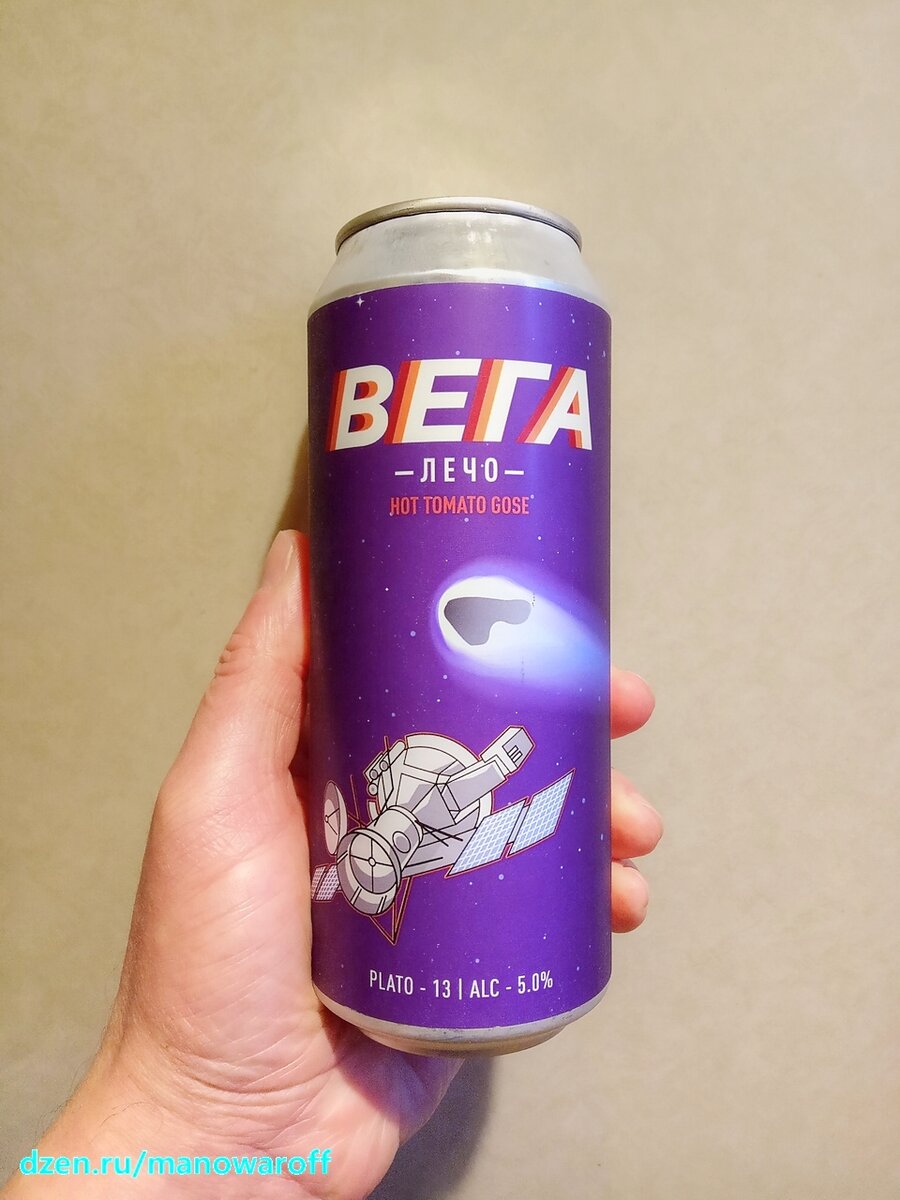 ВЕГА
—ЛЕЧО—
HOT TOMATO GOSE
PLATO - 13 | ALC - 5.0%
dzen.ru/manowaroff